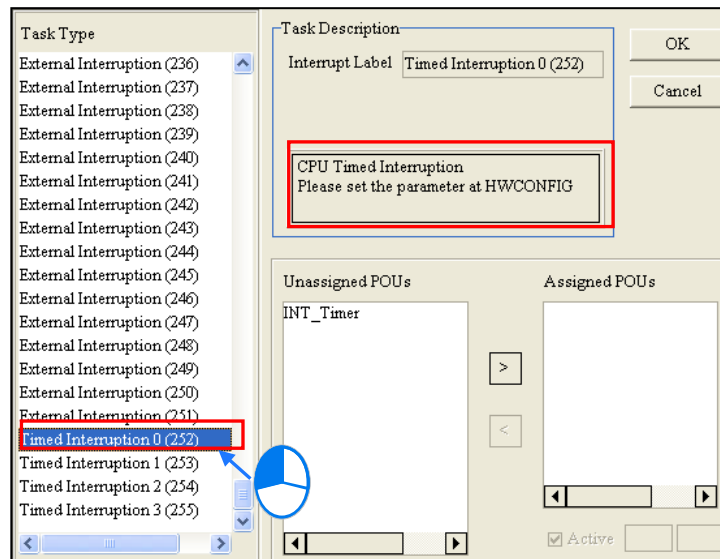 Task Type
External Interruption (236)
External Interruption (237)
External Interruption (238)
External Interruption (239)
External Interruption (240)
External Interruption (241)
External Interruption (242)
External Interruption (243)
External Interruption (244)
External Interruption (245)
External Interruption (246)
External Interruption (247)
External Interruption (248)
External Interruption (249)
External Interruption (250)
External Interruption (251)
Timed Interruption 0 (252)
Timed Interruption 1 (253)
Timed Interruption 2 (254)
Timed Interruption 3 (255)
Task Description
Interrupt Label Timed Interruption 0 (252)
CPU Timed Interruption
Please set the parameter at HWCONFIG
OK
Cancel
Unassigned POUs
INT_Timer
>
<
Assigned POUs
Active